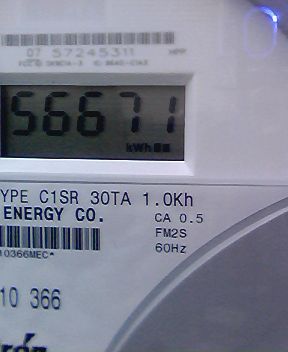 07 57245311
56671
kWh
YPE C1SR 30TA 1.0Kh
ENERGY CO.
CA 0.5
FM2S
60Hz
10366MEC*
10 366